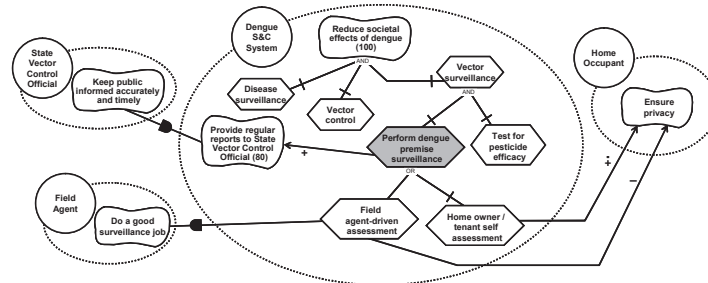 State
Vector
Control
Official
Keep public
informed accurately
and timely
Dengue
S&C
System
Reduce societal
effects of dengue
(100)
AND
Disease
surveillance
Vector
control
Vector
surveillance
AND
Home
Occupant
Ensure
privacy
Provide regular
reports to State
Vector Control
Official (80)
+
Perform dengue
premise
surveillance
Test for
pesticide
efficacy
OR
+
–
Field
Agent
Do a good
surveillance job
Field
agent-driven
assessment
Home owner /
tenant self
assessment